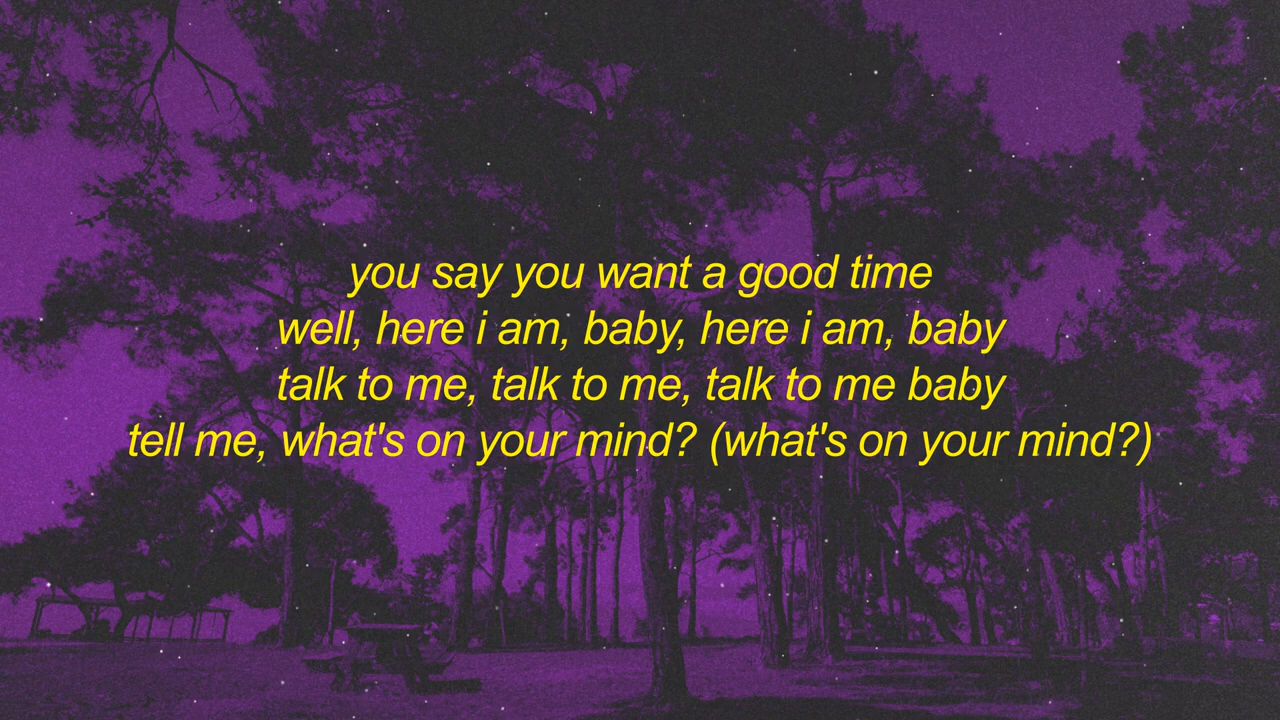 you say you want a good time
well, here i am, baby, here i am, baby
talk to me, talk to me, talk to me baby
tell me, what's on your mind? (what's on your mind?)